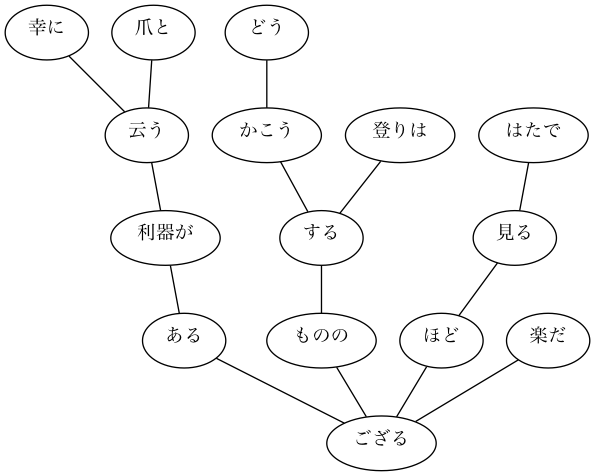 幸に 爪と どう
云う かこう 登りは はたで
利器が する 見る
ある ものの ほど 楽だ
ござる